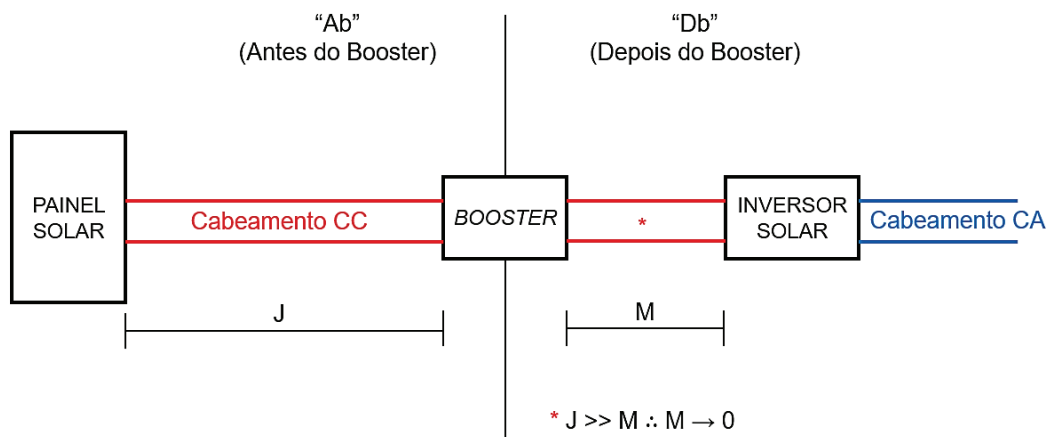 “Ab”
(Antes do Booster)
“Db”
(Depois do Booster)
PAINEL
SOLAR
Cabeamento CC
BOOSTER
*
INVERSOR
SOLAR
Cabeamento CA
J
M
* J >> M ∴ M → 0